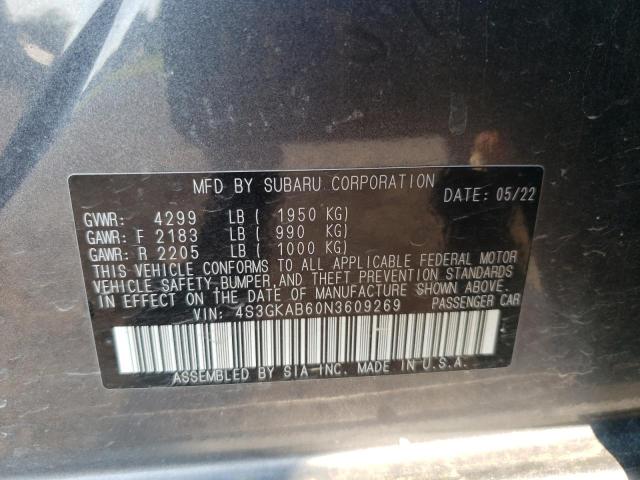 MFD BY SUBARU CORPORATION DATE: 05/22
GVWR: 4299 LB ( 1950 KG)
GAWR: F 2183 LB ( 990 KG)
GAWR: R 2205 LB ( 1000 KG)
THIS VEHICLE CONFORMS TO ALL APPLICABLE FEDERAL MOTOR
VEHICLE SAFETY,BUMPER,AND THEFT PREVENTION STANDARDS
IN EFFECT ON THE DATE OF MANUFACTURE SHOWN ABOVE.
VIN: 4S3GKAB60N3609269 PASSENGER CAR
ASSEMBLED BY SIA INC. MADE IN U.S.A.